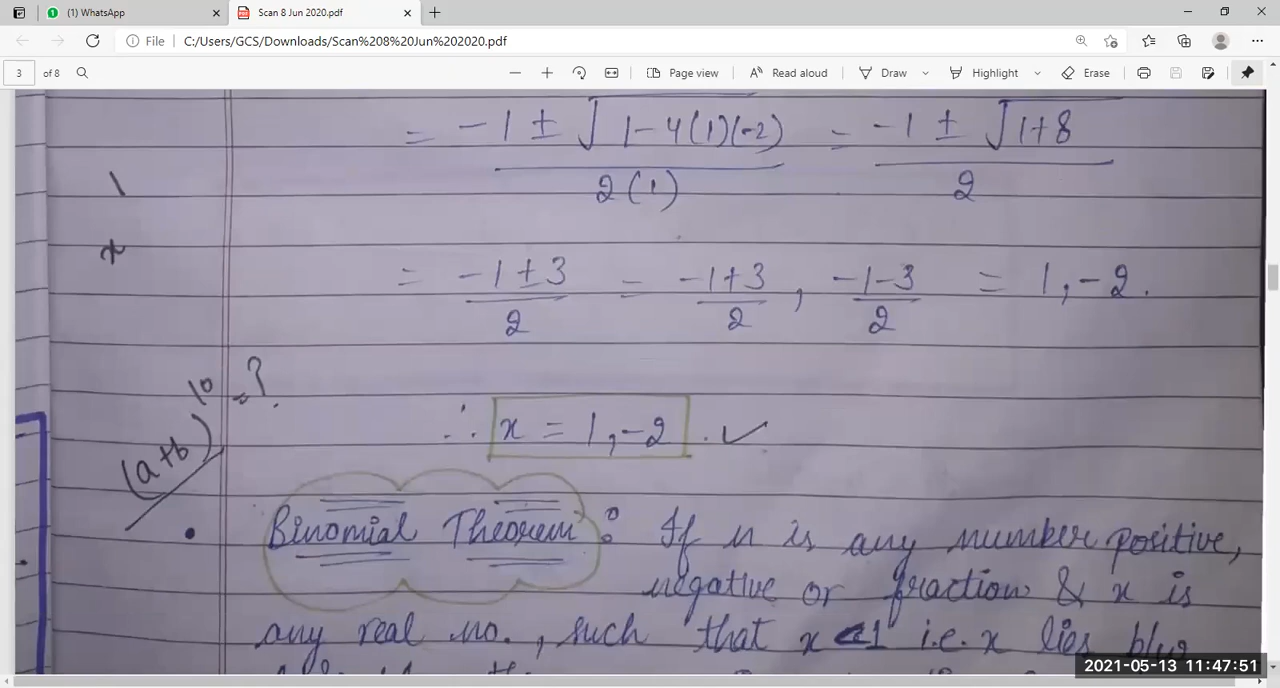 (1) WhatsApp
Scan 8 Jun 2020.pdf
File C:/Users/GCS/Downloads/Scan%208%20Jun%202020.pdf
3 of 8 Page view Read aloud Draw Highlight Erase
= -1 ± √1-4(1)(-2) / 2(1) = -1 ± √1+8 / 2
1
x
= -1 ± 3 / 2 = -1+3 / 2 , -1-3 / 2 = 1, -2.
(a+b)^10 = ?
∴ x = 1, -2 . ✓
• Binomial Theorem : If n is any number positive,
negative or fraction & x is
any real no., such that x <1 i.e. x lies b/w
2021-05-13 11:47:51